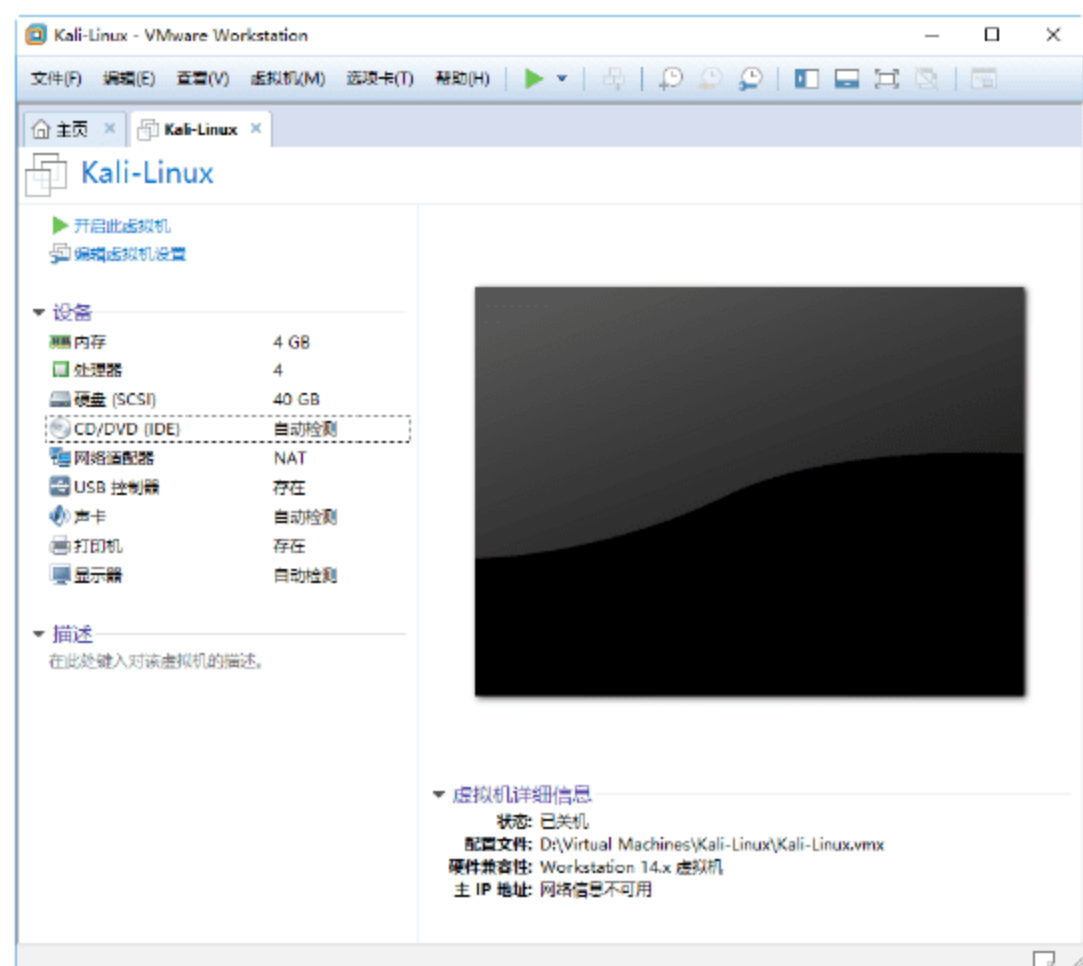 Kali-Linux - VMware Workstation
文件(F) 编辑(E) 查看(V) 虚拟机(M) 选项卡(T) 帮助(H)
主页 Kali-Linux
Kali-Linux
开启此虚拟机
编辑虚拟机设置
设备
内存 4 GB
处理器 4
硬盘 (SCSI) 40 GB
CD/DVD (IDE) 自动检测
网络适配器 NAT
USB 控制器 存在
声卡 自动检测
打印机 存在
显示器 自动检测
描述
在此处键入对该虚拟机的描述。
虚拟机详细信息
状态: 已关机
配置文件: D:\Virtual Machines\Kali-Linux\Kali-Linux.vmx
硬件兼容性: Workstation 14.x 虚拟机
主 IP 地址: 网络信息不可用